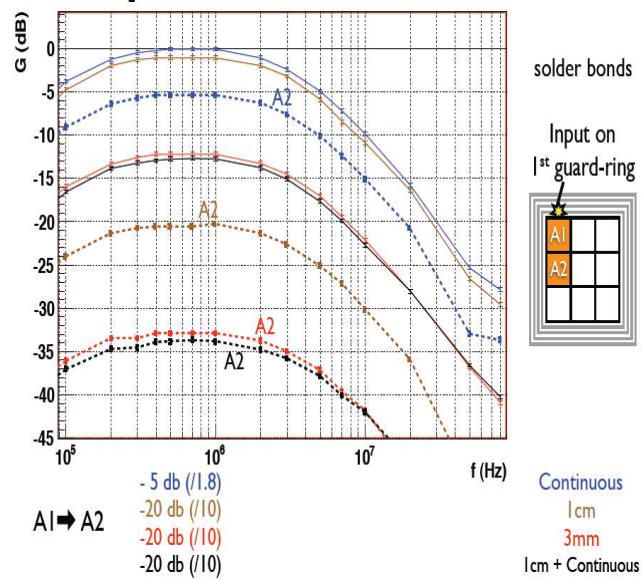 G (dB)
0
-5
-10
-15
-20
-25
-30
-35
-40
-45
A2
A2
A2
A2
10⁵
10⁶
10⁷
f (Hz)
solder bonds
Input on
1ˢᵗ guard-ring
A1
A2
A1➡A2
- 5 db (/1.8)
-20 db (/10)
-20 db (/10)
-20 db (/10)
Continuous
1cm
3mm
1cm + Continuous